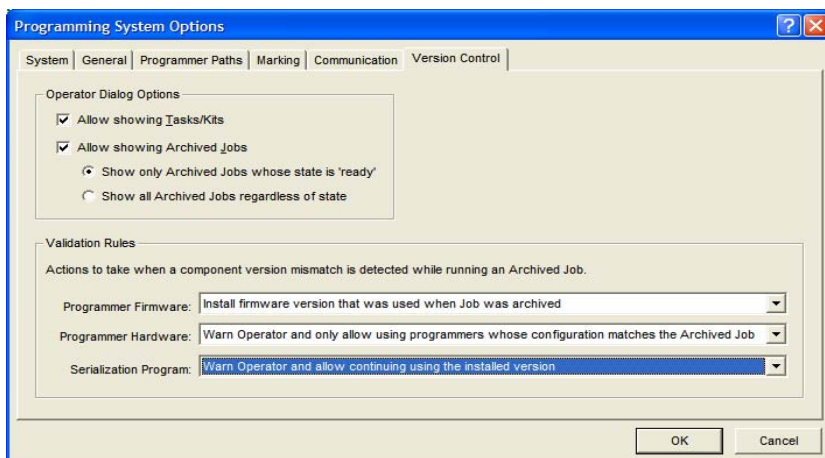 Programming System Options
System General Programmer Paths Marking Communication Version Control
Operator Dialog Options
Allow showing Tasks/Kits
Allow showing Archived Jobs
Show only Archived Jobs whose state is 'ready'
Show all Archived Jobs regardless of state
Validation Rules
Actions to take when a component version mismatch is detected while running an Archived Job.
Programmer Firmware: Install firmware version that was used when Job was archived
Programmer Hardware: Warn Operator and only allow using programmers whose configuration matches the Archived Job
Serialization Program: Warn Operator and allow continuing using the installed version
OK Cancel